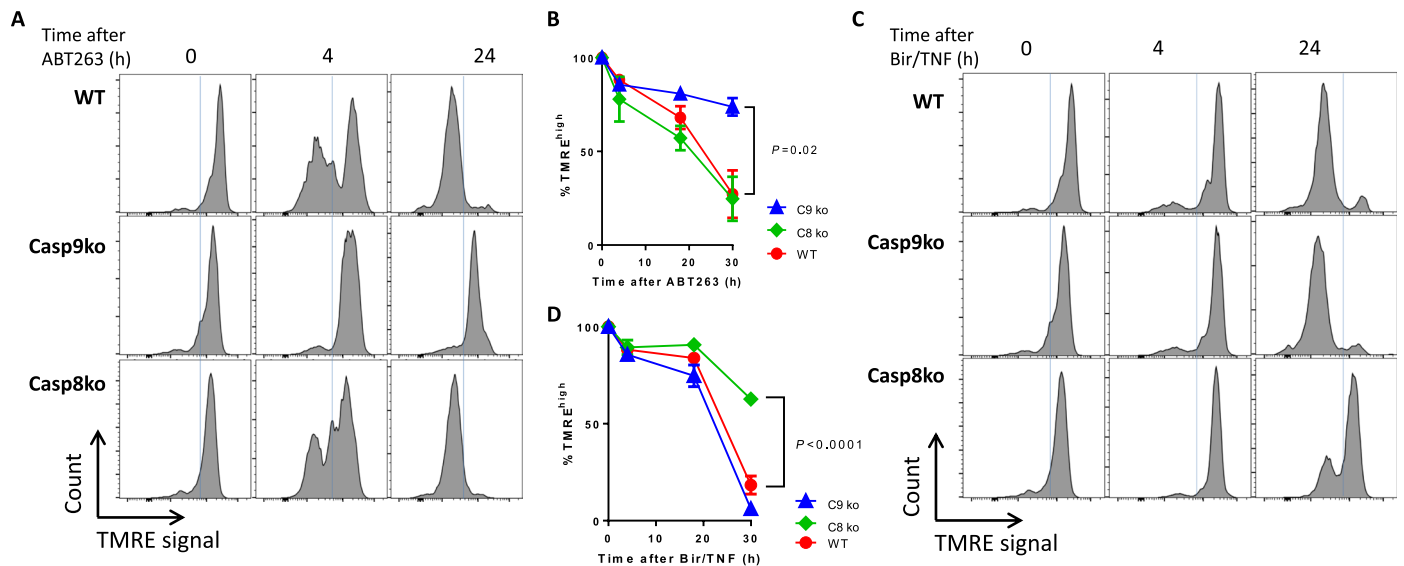 A
Time after
ABT263 (h)
0
4
24
WT
Casp9ko
Casp8ko
Count
TMRE signal
B
% TMRE^high
100
50
0
0 10 20 30
Time after ABT263 (h)
P=0.02
C9 ko
C8 ko
WT
D
% TMRE^high
100
50
0
0 10 20 30
Time after Bir/TNF (h)
P<0.0001
C9 ko
C8 ko
WT
C
Time after
Bir/TNF (h)
0
4
24
WT
Casp9ko
Casp8ko
Count
TMRE signal